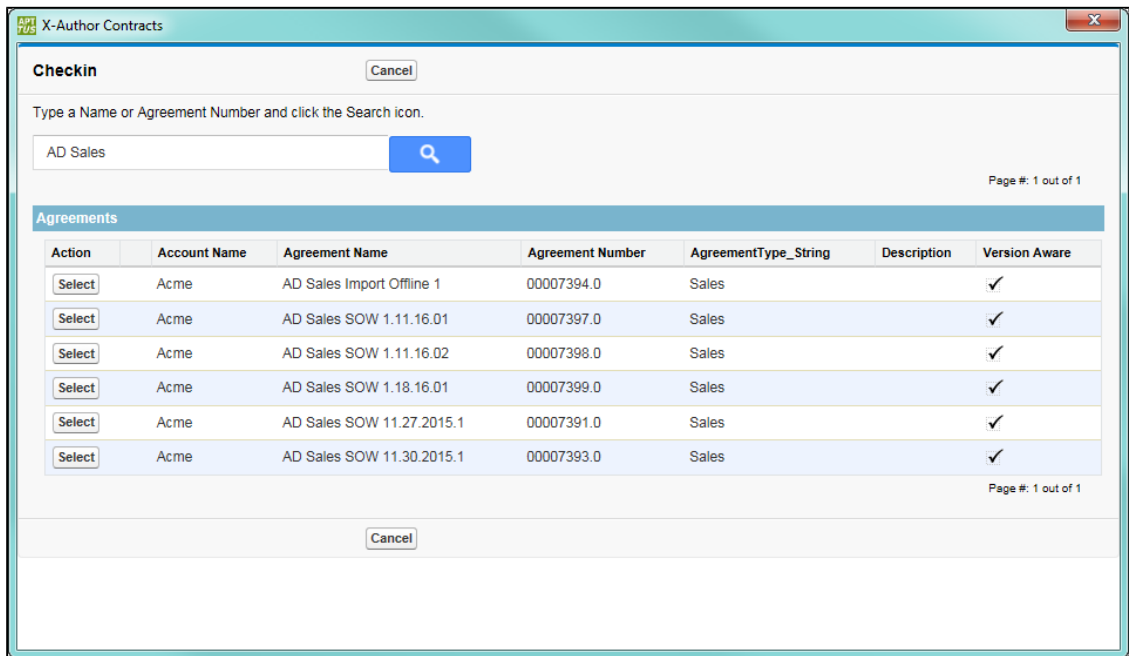 APT TUS X-Author Contracts
Checkin Cancel
Type a Name or Agreement Number and click the Search icon.
AD Sales
Page #: 1 out of 1
Agreements
Action Account Name Agreement Name Agreement Number AgreementType_String Description Version Aware
Select Acme AD Sales Import Offline 1 00007394.0 Sales
Select Acme AD Sales SOW 1.11.16.01 00007397.0 Sales
Select Acme AD Sales SOW 1.11.16.02 00007398.0 Sales
Select Acme AD Sales SOW 1.18.16.01 00007399.0 Sales
Select Acme AD Sales SOW 11.27.2015.1 00007391.0 Sales
Select Acme AD Sales SOW 11.30.2015.1 00007393.0 Sales
Page #: 1 out of 1
Cancel